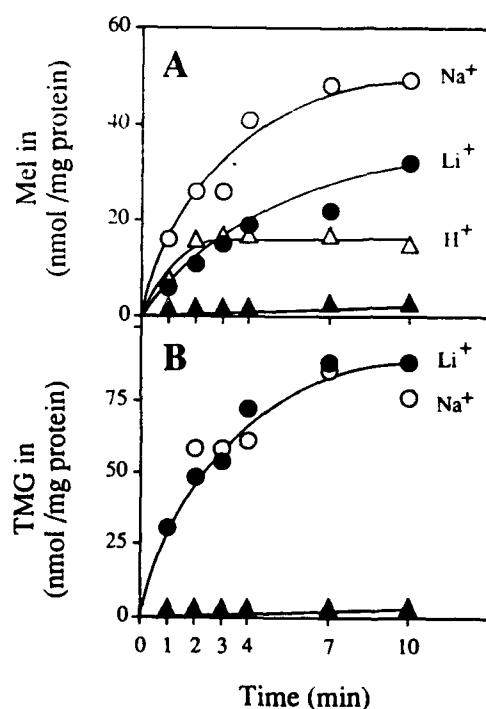 60
A
Na⁺
40
Li⁺
20
H⁺
0
Mel in
(nmol /mg protein)
B
Li⁺
75
Na⁺
50
25
0
TMG in
(nmol /mg protein)
0 1 2 3 4 7 10
Time (min)